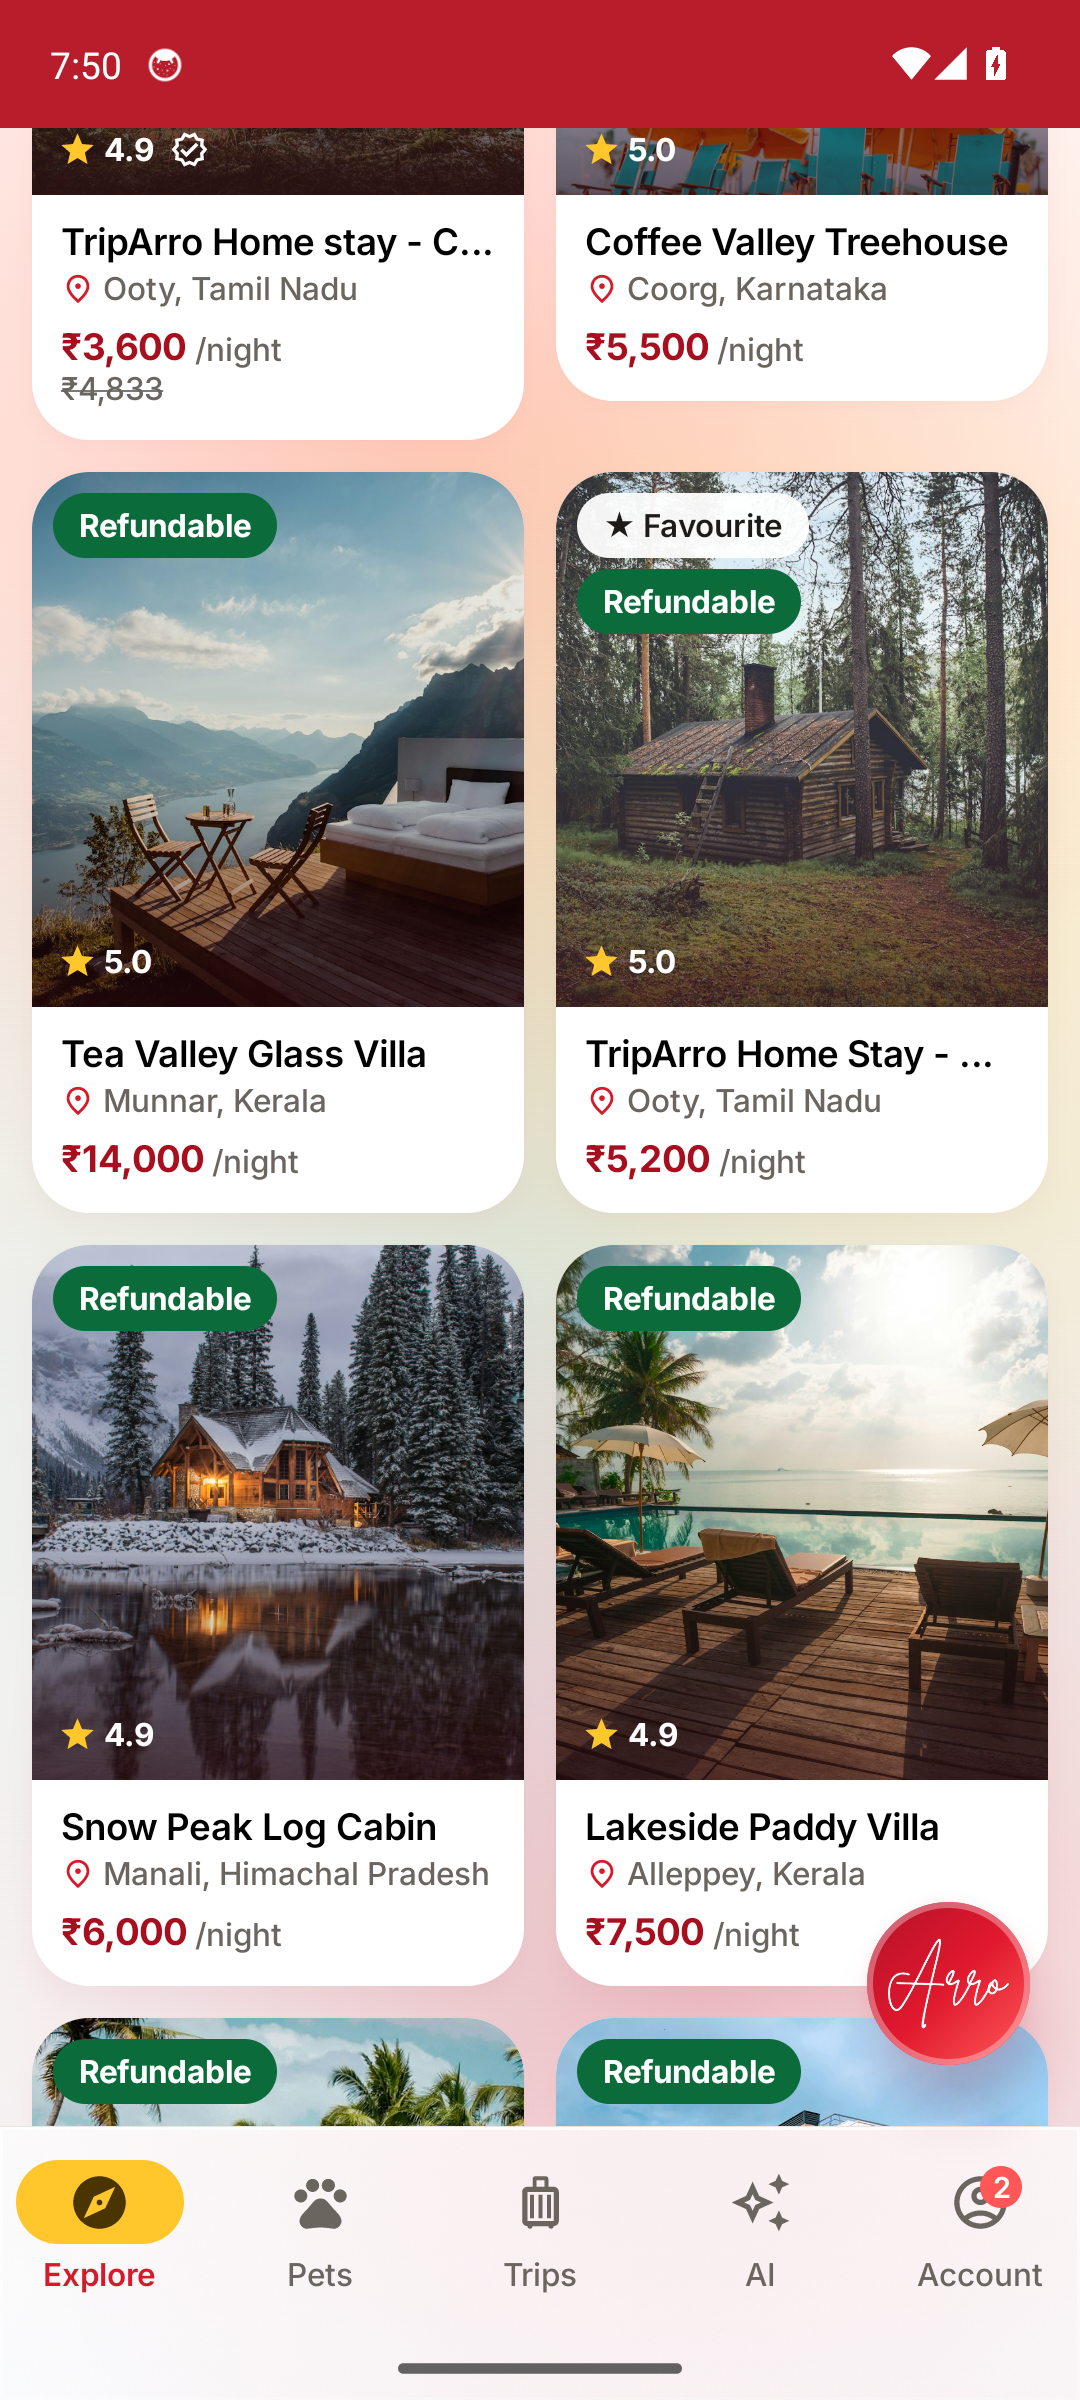 7:50
4.9
5.0
TripArro Home stay - C...
Coffee Valley Treehouse
Ooty, Tamil Nadu
Coorg, Karnataka
₹3,600 /night
₹5,500 /night
₹4,833
Refundable
★ Favourite
Refundable
5.0
5.0
Tea Valley Glass Villa
TripArro Home Stay - ...
Munnar, Kerala
Ooty, Tamil Nadu
₹14,000 /night
₹5,200 /night
Refundable
Refundable
4.9
4.9
Snow Peak Log Cabin
Lakeside Paddy Villa
Manali, Himachal Pradesh
Alleppey, Kerala
₹6,000 /night
₹7,500 /night
Arro
Refundable
Refundable
2
Explore
Pets
Trips
AI
Account